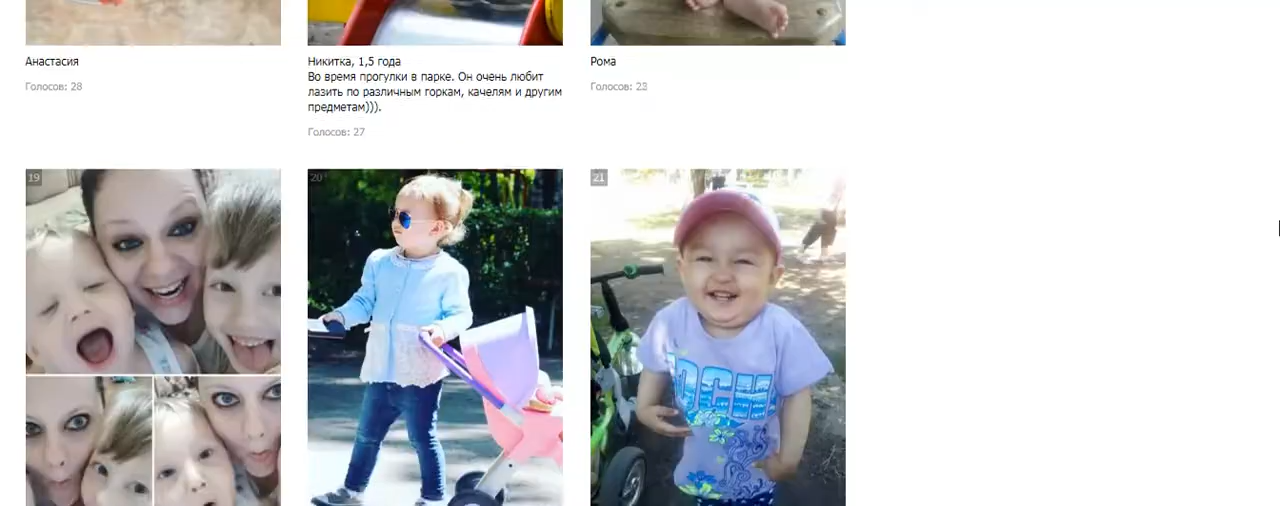 Анастасия
Голосов: 28
Никитка, 1,5 года
Во время прогулки в парке. Он очень любит
лазить по различным горкам, качелям и другим
предметам))).
Голосов: 27
Рома
Голосов: 23
19
20
21